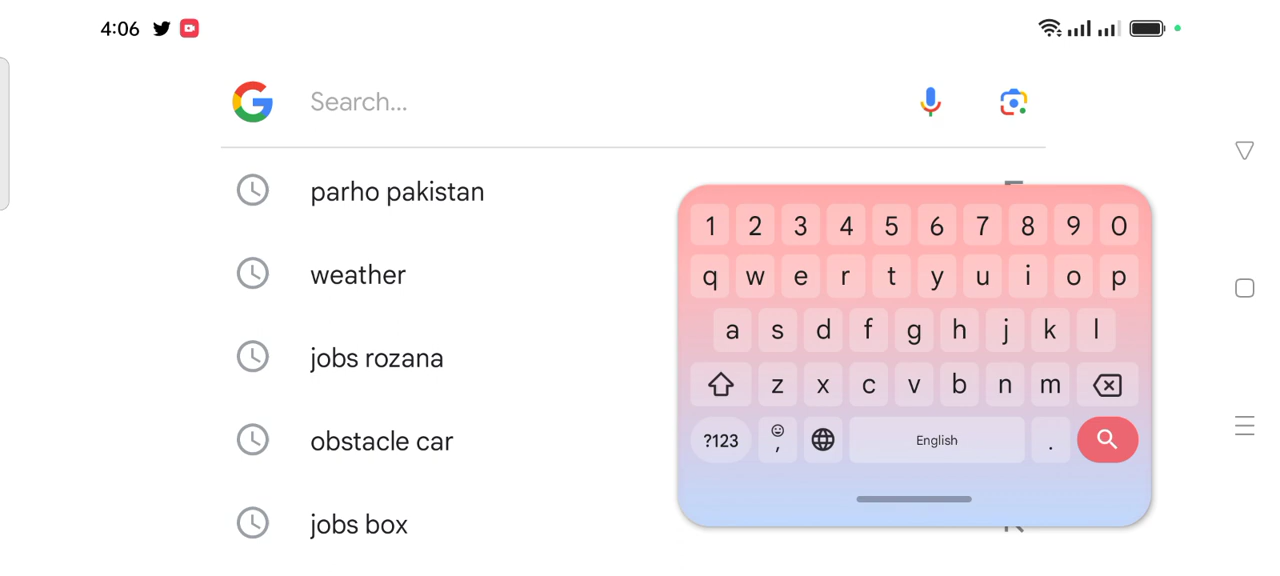 4:06
Search...
parho pakistan
weather
jobs rozana
obstacle car
jobs box
1 2 3 4 5 6 7 8 9 0
q w e r t y u i o p
a s d f g h j k l
z x c v b n m
?123 , English .